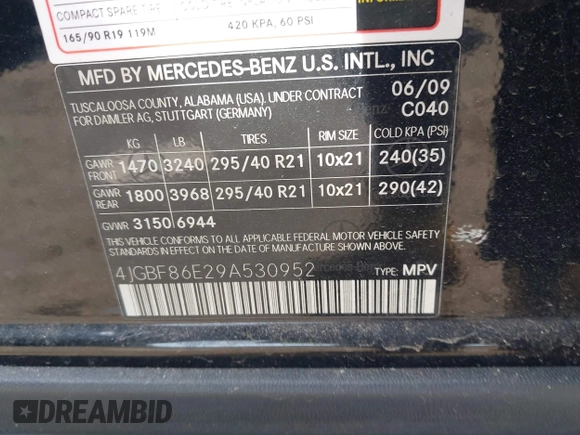 COMPACT SPARE TIRE
165/90 R19 119M
420 KPA, 60 PSI
INFORMATION
MFD BY MERCEDES-BENZ U.S. INTL., INC
TUSCALOOSA COUNTY, ALABAMA (USA). UNDER CONTRACT 06/09
FOR DAIMLER AG, STUTTGART (GERMANY) C040
KG LB TIRES RIM SIZE COLD KPA (PSI)
GAWR FRONT 1470 3240 295/40 R21 10x21 240(35)
GAWR REAR 1800 3968 295/40 R21 10x21 290(42)
GVWR 3150 6944
THIS VEHICLE CONFORMS TO ALL APPLICABLE FEDERAL MOTOR VEHICLE SAFETY
STANDARDS IN EFFECT ON THE DATE OF MANUFACTURE SHOWN ABOVE.
4JGBF86E29A530952 TYPE: MPV
DREAMBID